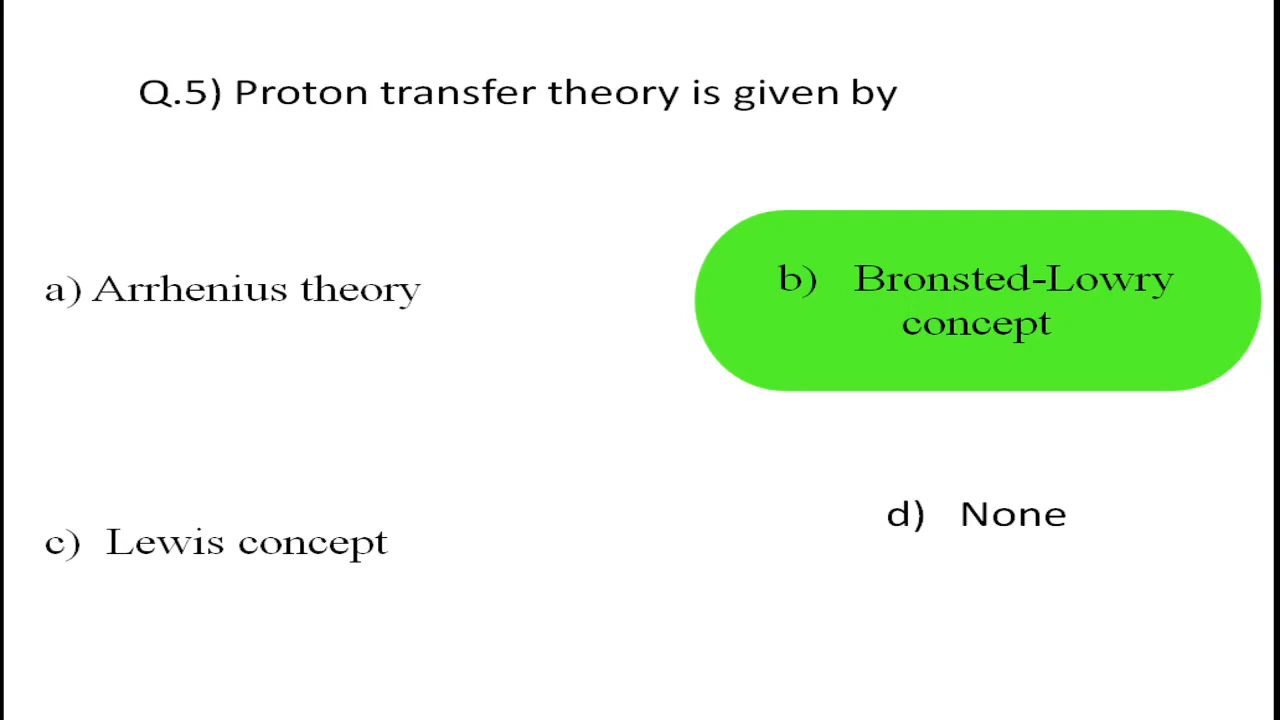 Q.5) Proton transfer theory is given by
a) Arrhenius theory
b) Bronsted-Lowry
concept
c) Lewis concept
d) None